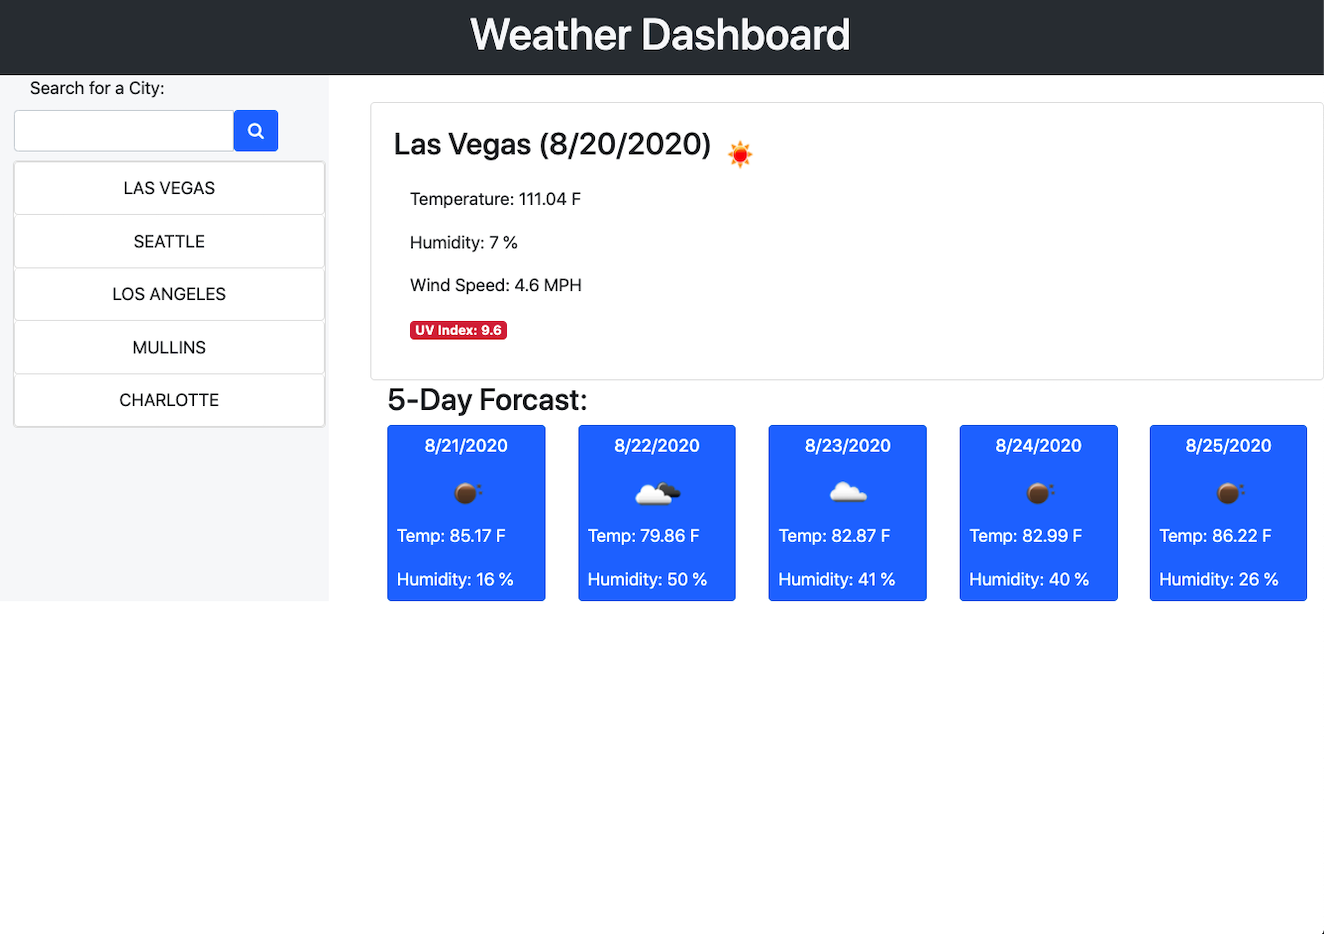 Weather Dashboard
Search for a City:
LAS VEGAS
SEATTLE
LOS ANGELES
MULLINS
CHARLOTTE
Las Vegas (8/20/2020)
Temperature: 111.04 F
Humidity: 7 %
Wind Speed: 4.6 MPH
UV Index: 9.6
5-Day Forcast:
8/21/2020
Temp: 85.17 F
Humidity: 16 %
8/22/2020
Temp: 79.86 F
Humidity: 50 %
8/23/2020
Temp: 82.87 F
Humidity: 41 %
8/24/2020
Temp: 82.99 F
Humidity: 40 %
8/25/2020
Temp: 86.22 F
Humidity: 26 %